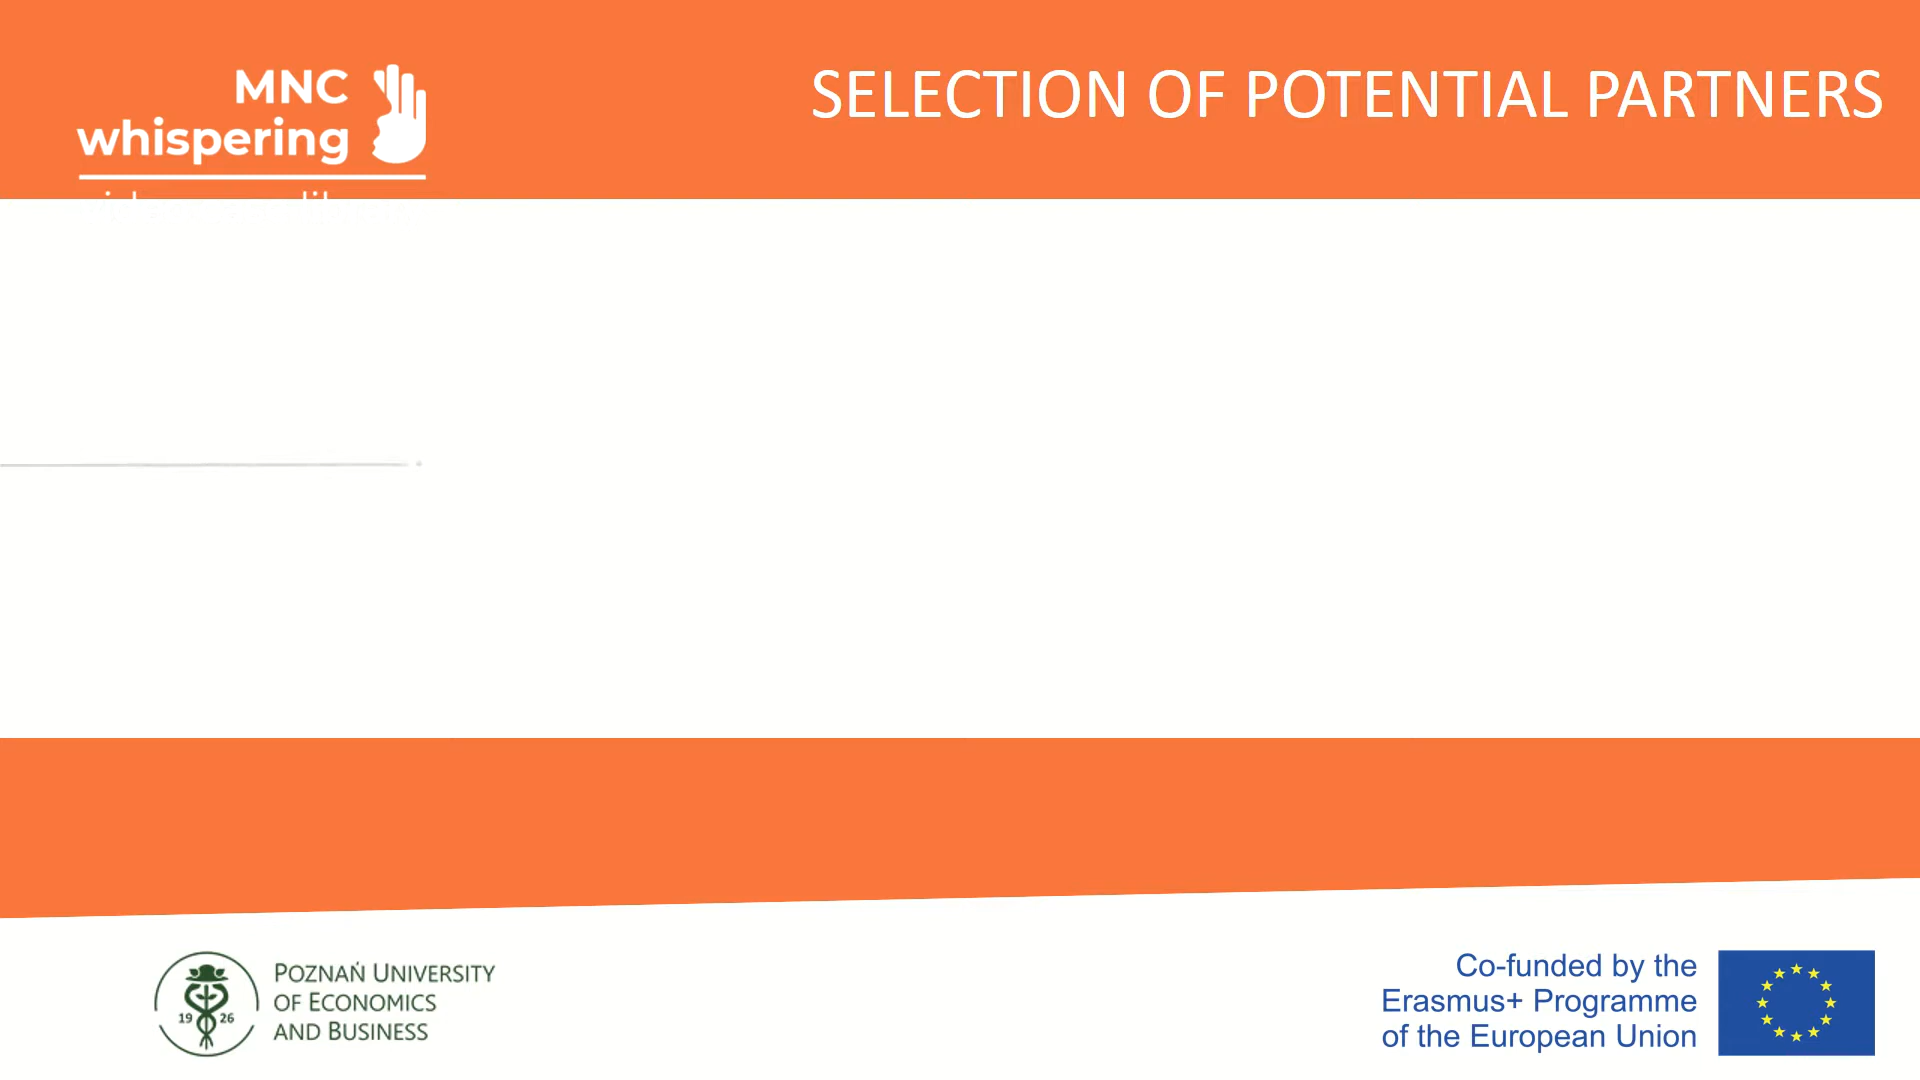 MNC
whispering
SELECTION OF POTENTIAL PARTNERS
19 26
POZNAŃ UNIVERSITY
OF ECONOMICS
AND BUSINESS
Co-funded by the
Erasmus+ Programme
of the European Union